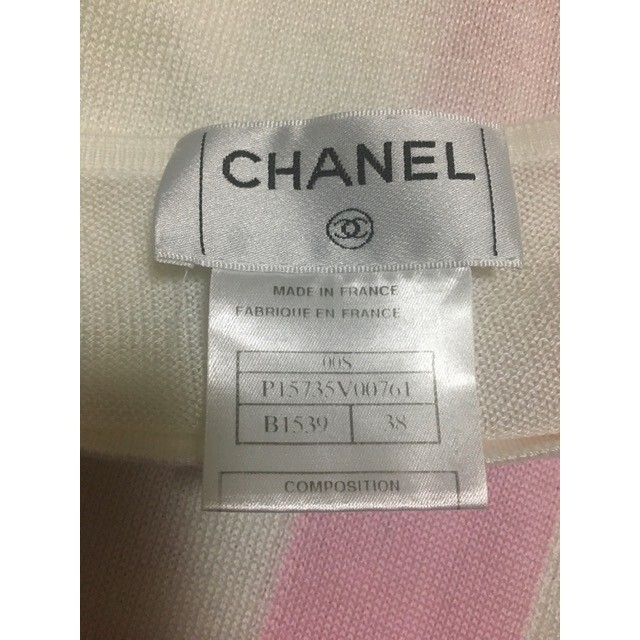 CHANEL
MADE IN FRANCE
FABRIQUE EN FRANCE
00S
P15735V00761
B1539 38
COMPOSITION